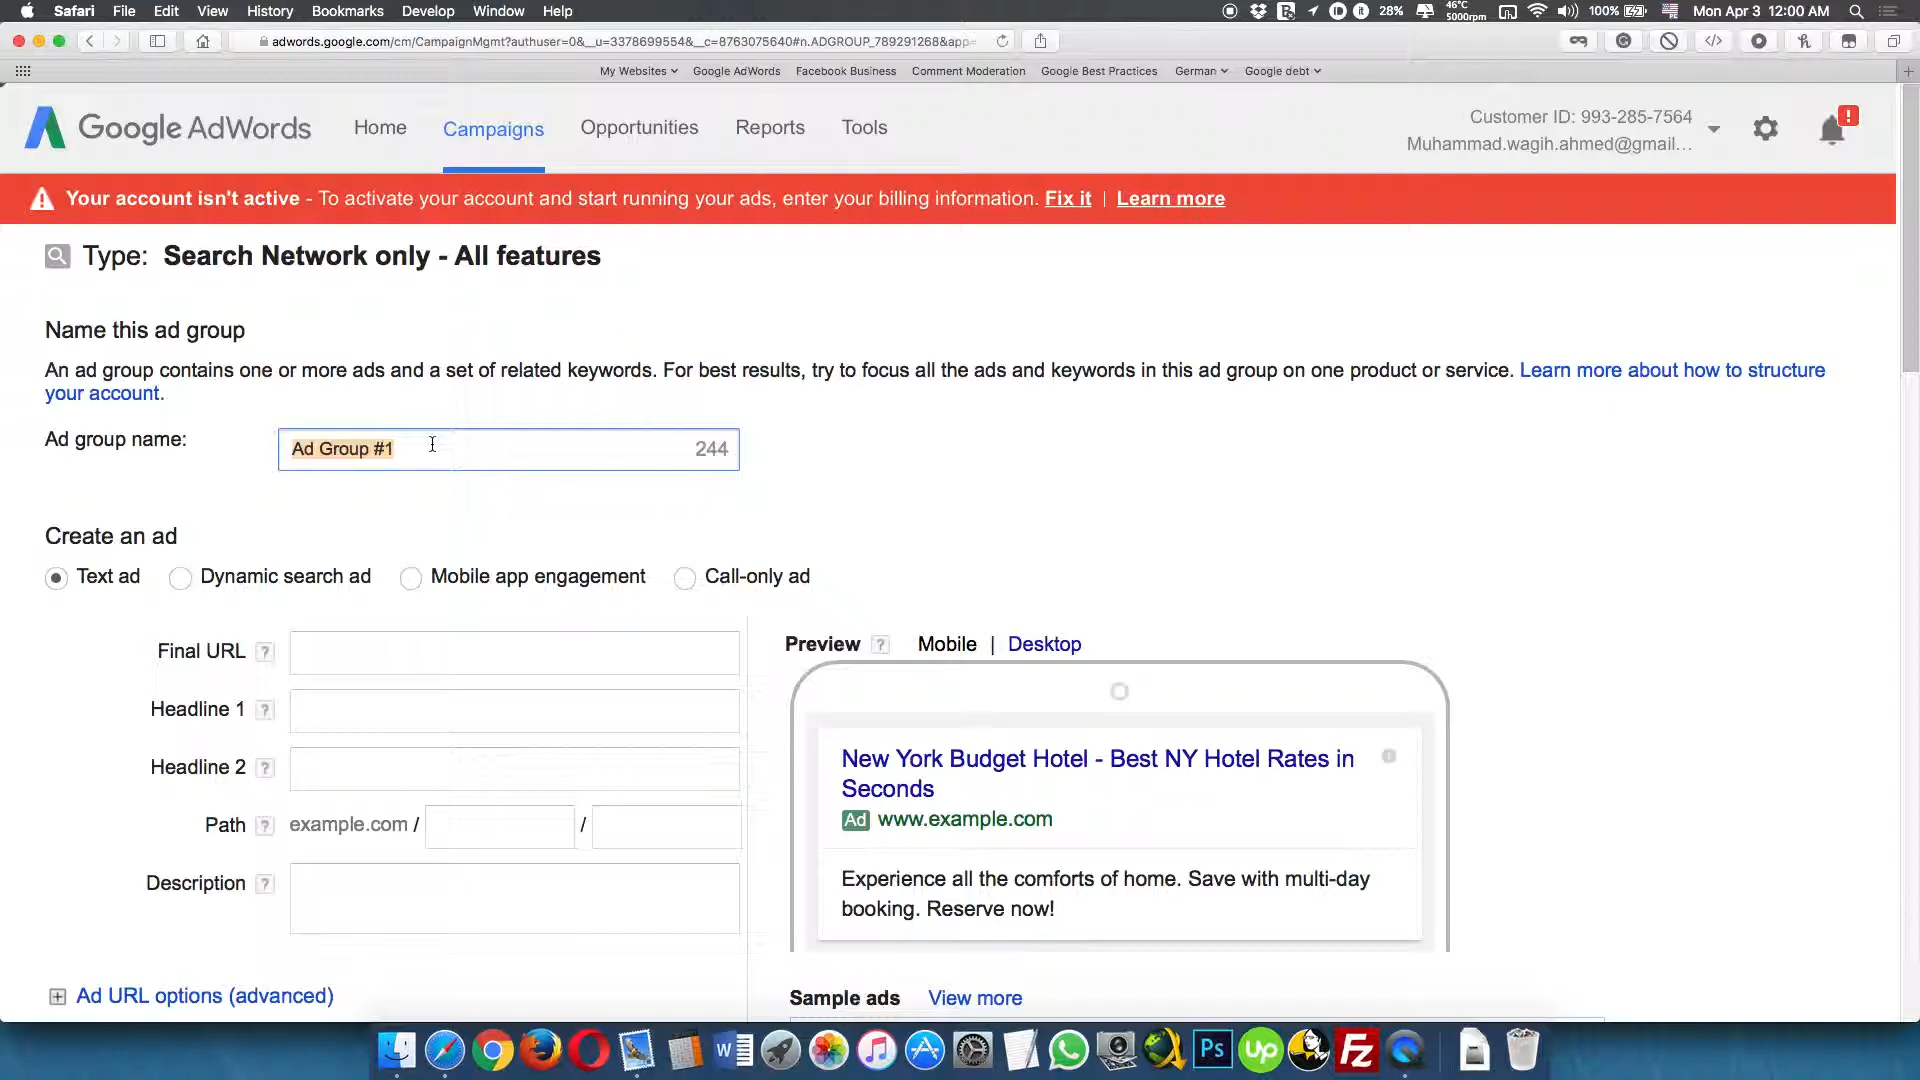 Safari File Edit View History Bookmarks Develop Window Help 28% 46°C 5000rpm 100% Mon Apr 3 12:00 AM
adwords.google.com/cm/CampaignMgmt?authuser=0&__u=3378699554&__c=8763075640#n.ADGROUP_789291268&app=
My Websites Google AdWords Facebook Business Comment Moderation Google Best Practices German Google debt
Google AdWords Home Campaigns Opportunities Reports Tools
Customer ID: 993-285-7564
Muhammad.wagih.ahmed@gmail...
Your account isn't active - To activate your account and start running your ads, enter your billing information. Fix it | Learn more
Type: Search Network only - All features
Name this ad group
An ad group contains one or more ads and a set of related keywords. For best results, try to focus all the ads and keywords in this ad group on one product or service. Learn more about how to structure
your account.
Ad group name: Ad Group #1 244
Create an ad
Text ad Dynamic search ad Mobile app engagement Call-only ad
Final URL ?
Headline 1 ?
Headline 2 ?
Path ? example.com / /
Description ?
Ad URL options (advanced)
Preview ? Mobile | Desktop
New York Budget Hotel - Best NY Hotel Rates in
Seconds
Ad www.example.com
Experience all the comforts of home. Save with multi-day
booking. Reserve now!
Sample ads View more
W Ps up Fz